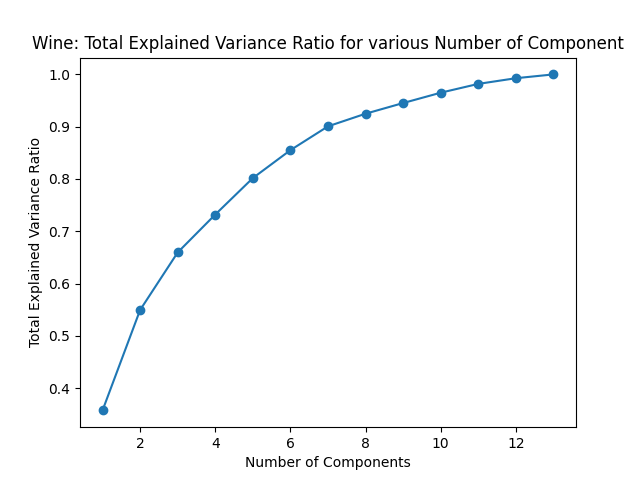 Wine: Total Explained Variance Ratio for various Number of Component
1.0
0.9
0.8
0.7
0.6
0.5
0.4
Total Explained Variance Ratio
2 4 6 8 10 12
Number of Components